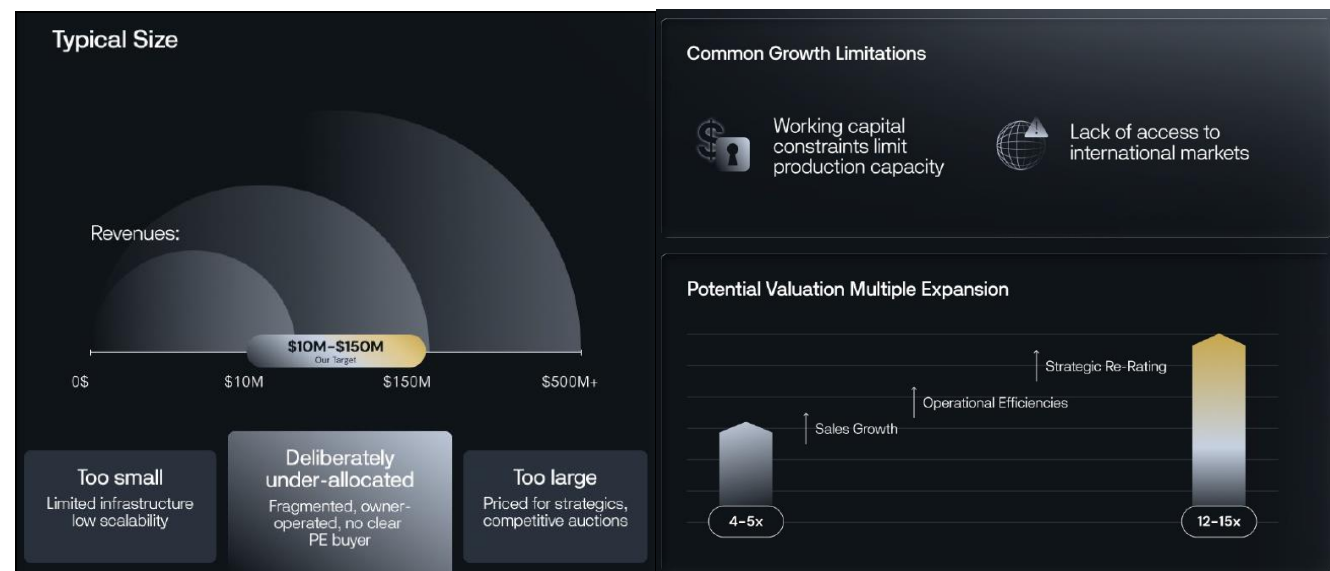 Typical Size
Revenues:
$10M–$150M
Our Target
0$
$10M
$150M
$500M+
Too small
Limited infrastructure
low scalability
Deliberately
under-allocated
Fragmented, owner-
operated, no clear
PE buyer
Too large
Priced for strategics,
competitive auctions
Common Growth Limitations
Working capital
constraints limit
production capacity
Lack of access to
international markets
Potential Valuation Multiple Expansion
Strategic Re-Rating
Operational Efficiencies
Sales Growth
4–5x
12–15x